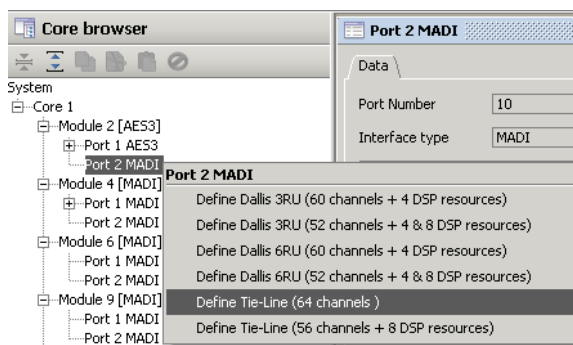 Core browser
System
Core 1
Module 2 [AES3]
Port 1 AES3
Port 2 MADI
Module 4 [MADI]
Port 1 MADI
Port 2 MADI
Module 6 [MADI]
Port 1 MADI
Port 2 MADI
Module 9 [MADI]
Port 1 MADI
Port 2 MADI
Port 2 MADI
Data
Port Number 10
Interface type MADI
Port 2 MADI
Define Dallis 3RU (60 channels + 4 DSP resources)
Define Dallis 3RU (52 channels + 4 & 8 DSP resources)
Define Dallis 6RU (60 channels + 4 DSP resources)
Define Dallis 6RU (52 channels + 4 & 8 DSP resources)
Define Tie-Line (64 channels )
Define Tie-Line (56 channels + 8 DSP resources)